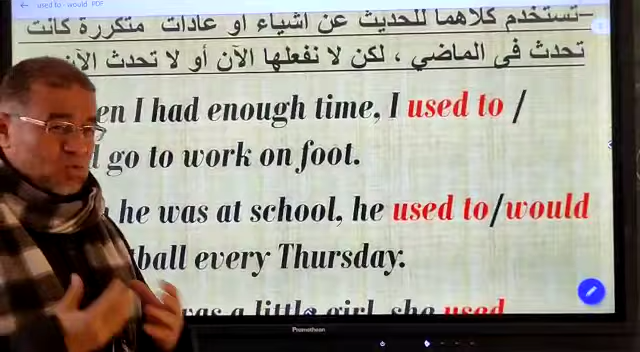 used to - would PDF
–تستخدم كلاهما للحديث عن اشياء او عادات متكررة كانت
تحدث فى الماضي ، لكن لا نفعلها الآن أو لا تحدث الآن
en I had enough time, I used to /
d go to work on foot.
he was at school, he used to/would
ball every Thursday.
was a little girl, she used
Promethean